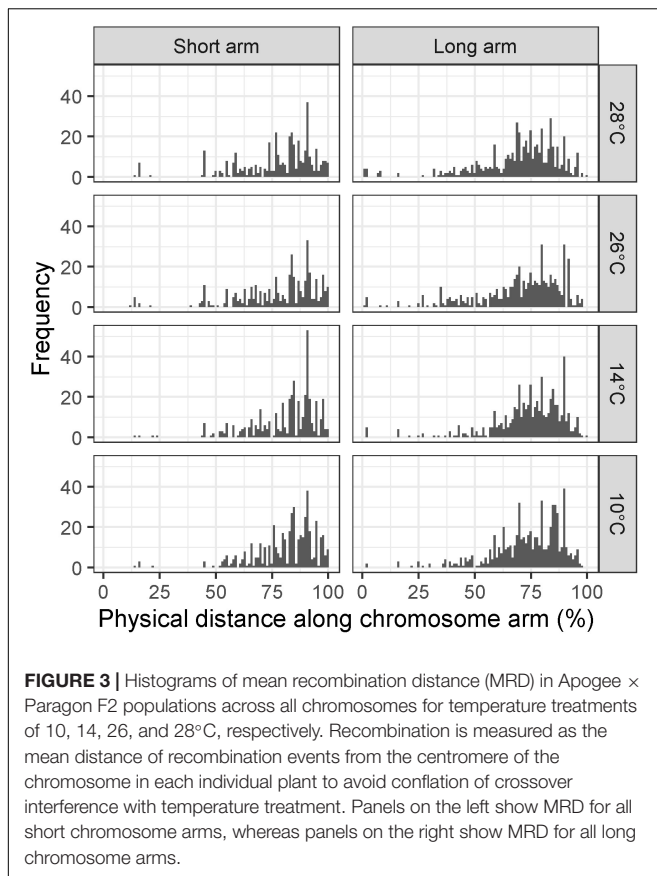 Short arm Long arm
40
20
0
28°C
40
20
0
26°C
Frequency
40
20
0
14°C
40
20
0
10°C
0 25 50 75 100 0 25 50 75 100
Physical distance along chromosome arm (%)
FIGURE 3 | Histograms of mean recombination distance (MRD) in Apogee ×
Paragon F2 populations across all chromosomes for temperature treatments
of 10, 14, 26, and 28°C, respectively. Recombination is measured as the
mean distance of recombination events from the centromere of the
chromosome in each individual plant to avoid conflation of crossover
interference with temperature treatment. Panels on the left show MRD for all
short chromosome arms, whereas panels on the right show MRD for all long
chromosome arms.